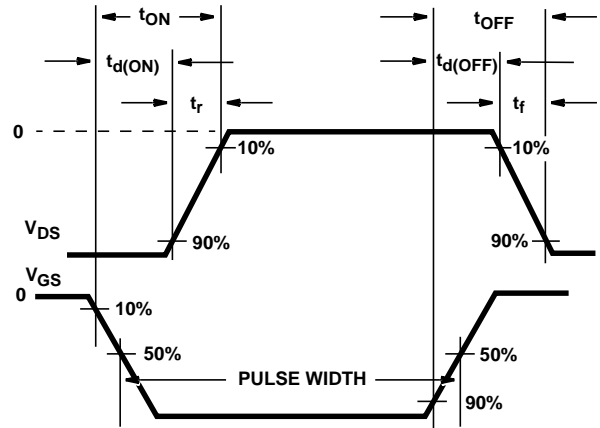 tON tOFF
td(ON) td(OFF)
tr tf
0
10% 10%
VDS 90% 90%
VGS
0
10%
50% 50%
PULSE WIDTH
90%